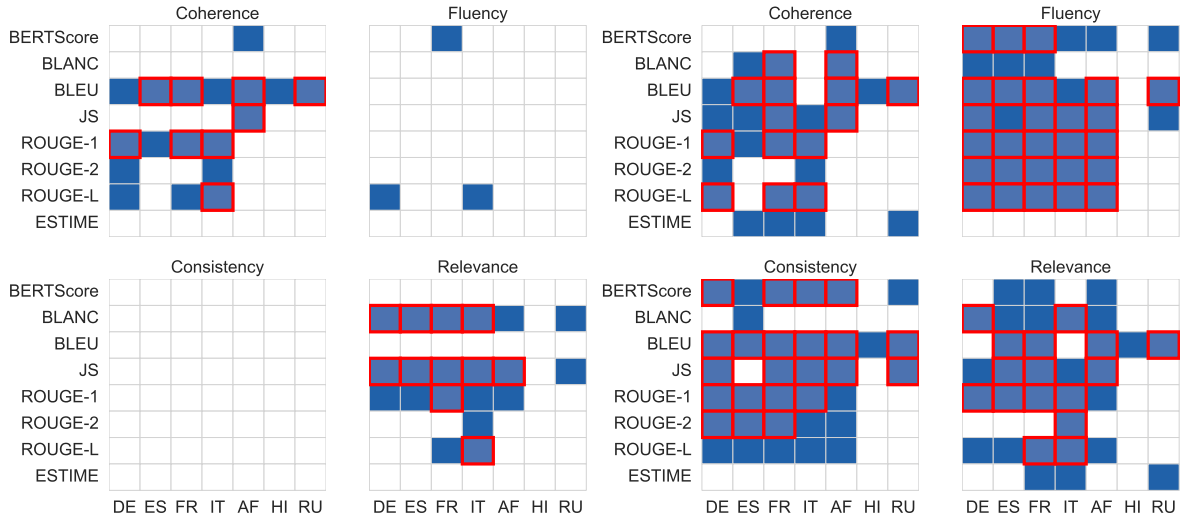 Coherence Fluency Coherence Fluency
BERTScore BERTScore
BLANC BLANC
BLEU BLEU
JS JS
ROUGE-1 ROUGE-1
ROUGE-2 ROUGE-2
ROUGE-L ROUGE-L
ESTIME ESTIME
Consistency Relevance Consistency Relevance
BERTScore BERTScore
BLANC BLANC
BLEU BLEU
JS JS
ROUGE-1 ROUGE-1
ROUGE-2 ROUGE-2
ROUGE-L ROUGE-L
ESTIME ESTIME
DE ES FR IT AF HI RU DE ES FR IT AF HI RU DE ES FR IT AF HI RU DE ES FR IT AF HI RU